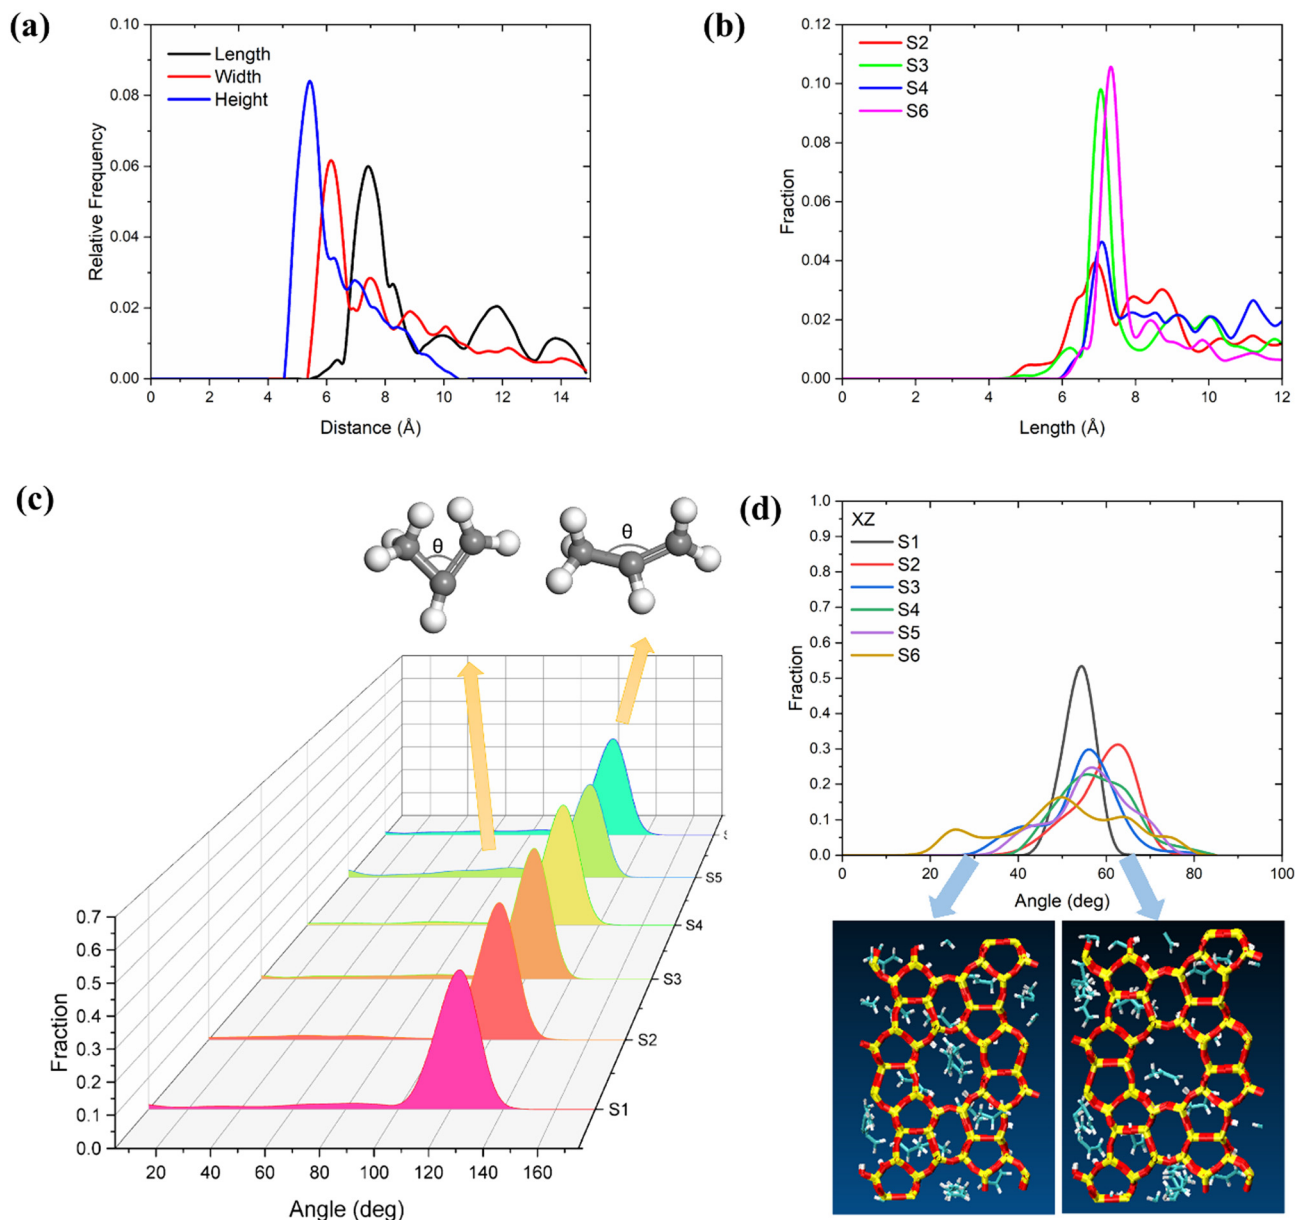 (a)
0.10
0.08
0.06
0.04
0.02
0.00
Relative Frequency
Length
Width
Height
0 2 4 6 8 10 12 14
Distance (Å)
(b)
0.12
0.10
0.08
0.06
0.04
0.02
0.00
Fraction
S2
S3
S4
S6
0 2 4 6 8 10 12
Length (Å)
(c)
θ
θ
0.7
0.6
0.5
0.4
0.3
0.2
0.1
0.0
Fraction
S5
S4
S3
S2
S1
20 40 60 80 100 120 140 160
Angle (deg)
(d)
1.0
0.9
0.8
0.7
0.6
0.5
0.4
0.3
0.2
0.1
0.0
Fraction
XZ
S1
S2
S3
S4
S5
S6
0 20 40 60 80 100
Angle (deg)